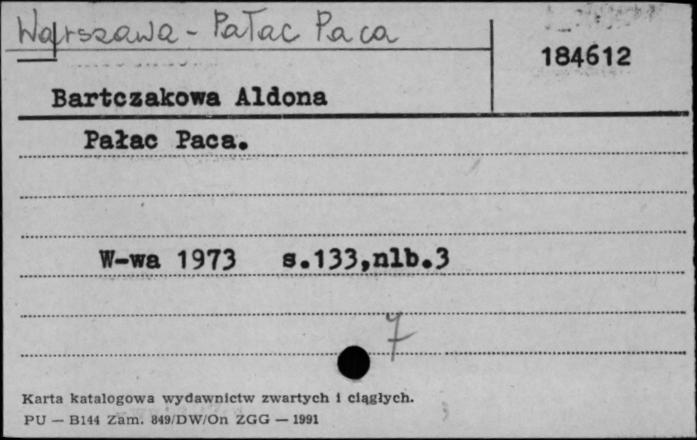 Warszawa - Pałac Paca
184612
Bartczakowa Aldona
Pałac Paca.
W-wa 1973 s.133,nlb.3
7
Karta katalogowa wydawnictw zwartych i ciągłych.
PU — B144 Zam. 849/DW/On ZGG — 1991